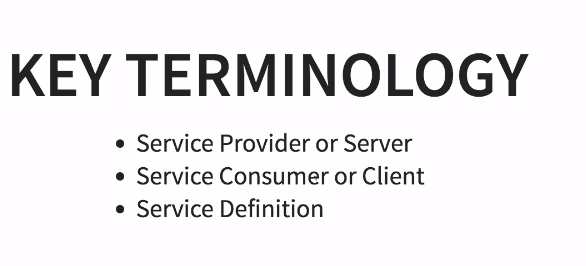 KEY TERMINOLOGY
• Service Provider or Server
• Service Consumer or Client
• Service Definition